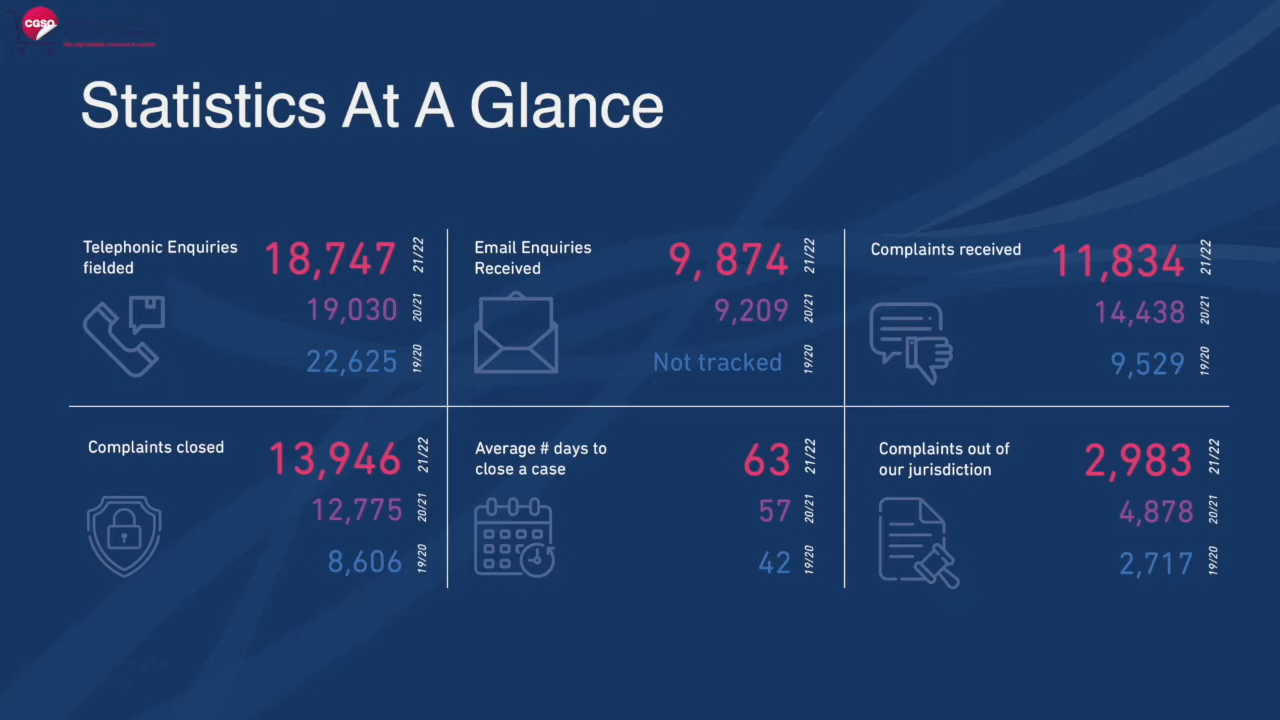 CGSO
Statistics At A Glance
Telephonic Enquiries
fielded
18,747 21/22
19,030 20/21
22,625 19/20
Email Enquiries
Received
9, 874 21/22
9,209 20/21
Not tracked 19/20
Complaints received
11,834 21/22
14,438 20/21
9,529 19/20
Complaints closed
13,946 21/22
12,775 20/21
8,606 19/20
Average # days to
close a case
63 21/22
57 20/21
42 19/20
Complaints out of
our jurisdiction
2,983 21/22
4,878 20/21
2,717 19/20